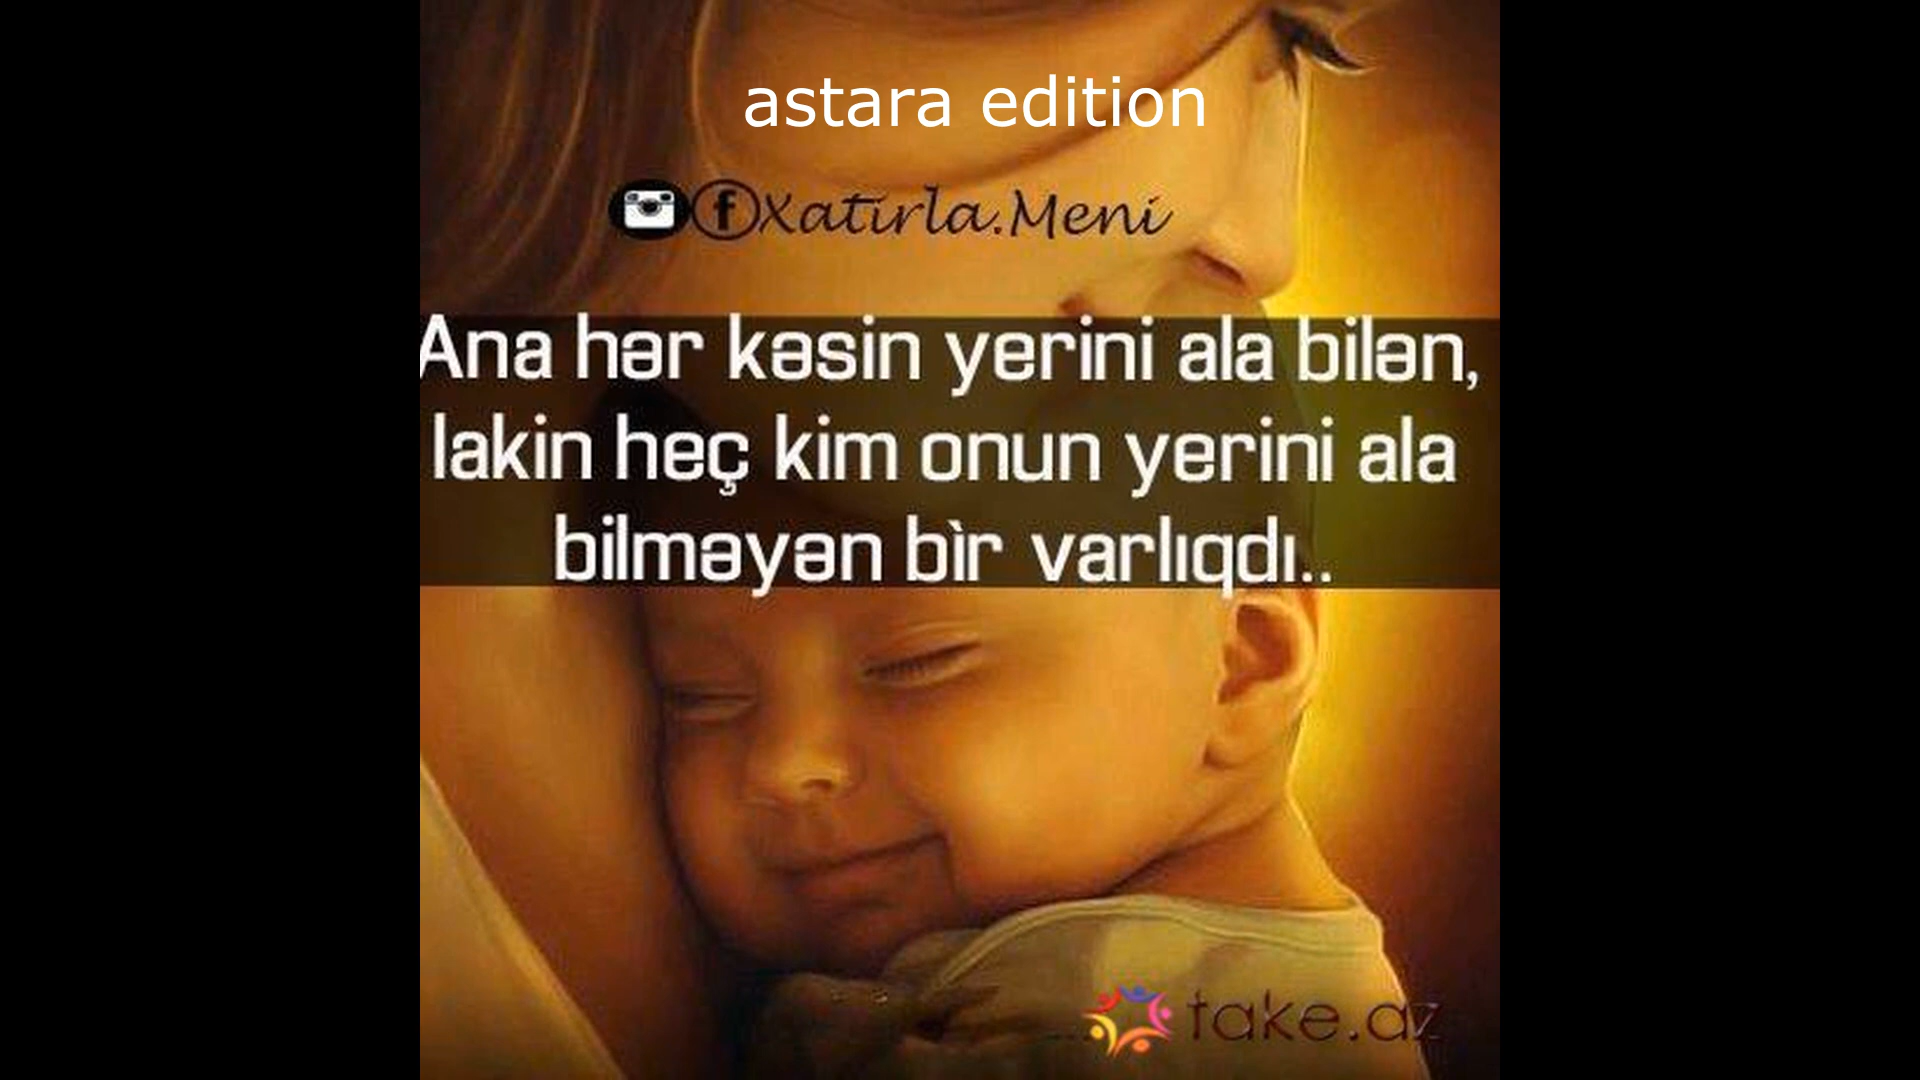 astara edition
Xatirla.Meni
Ana hər kəsin yerini ala bilən,
lakin heç kim onun yerini ala
bilməyən bìr varlıqdı..
take.az